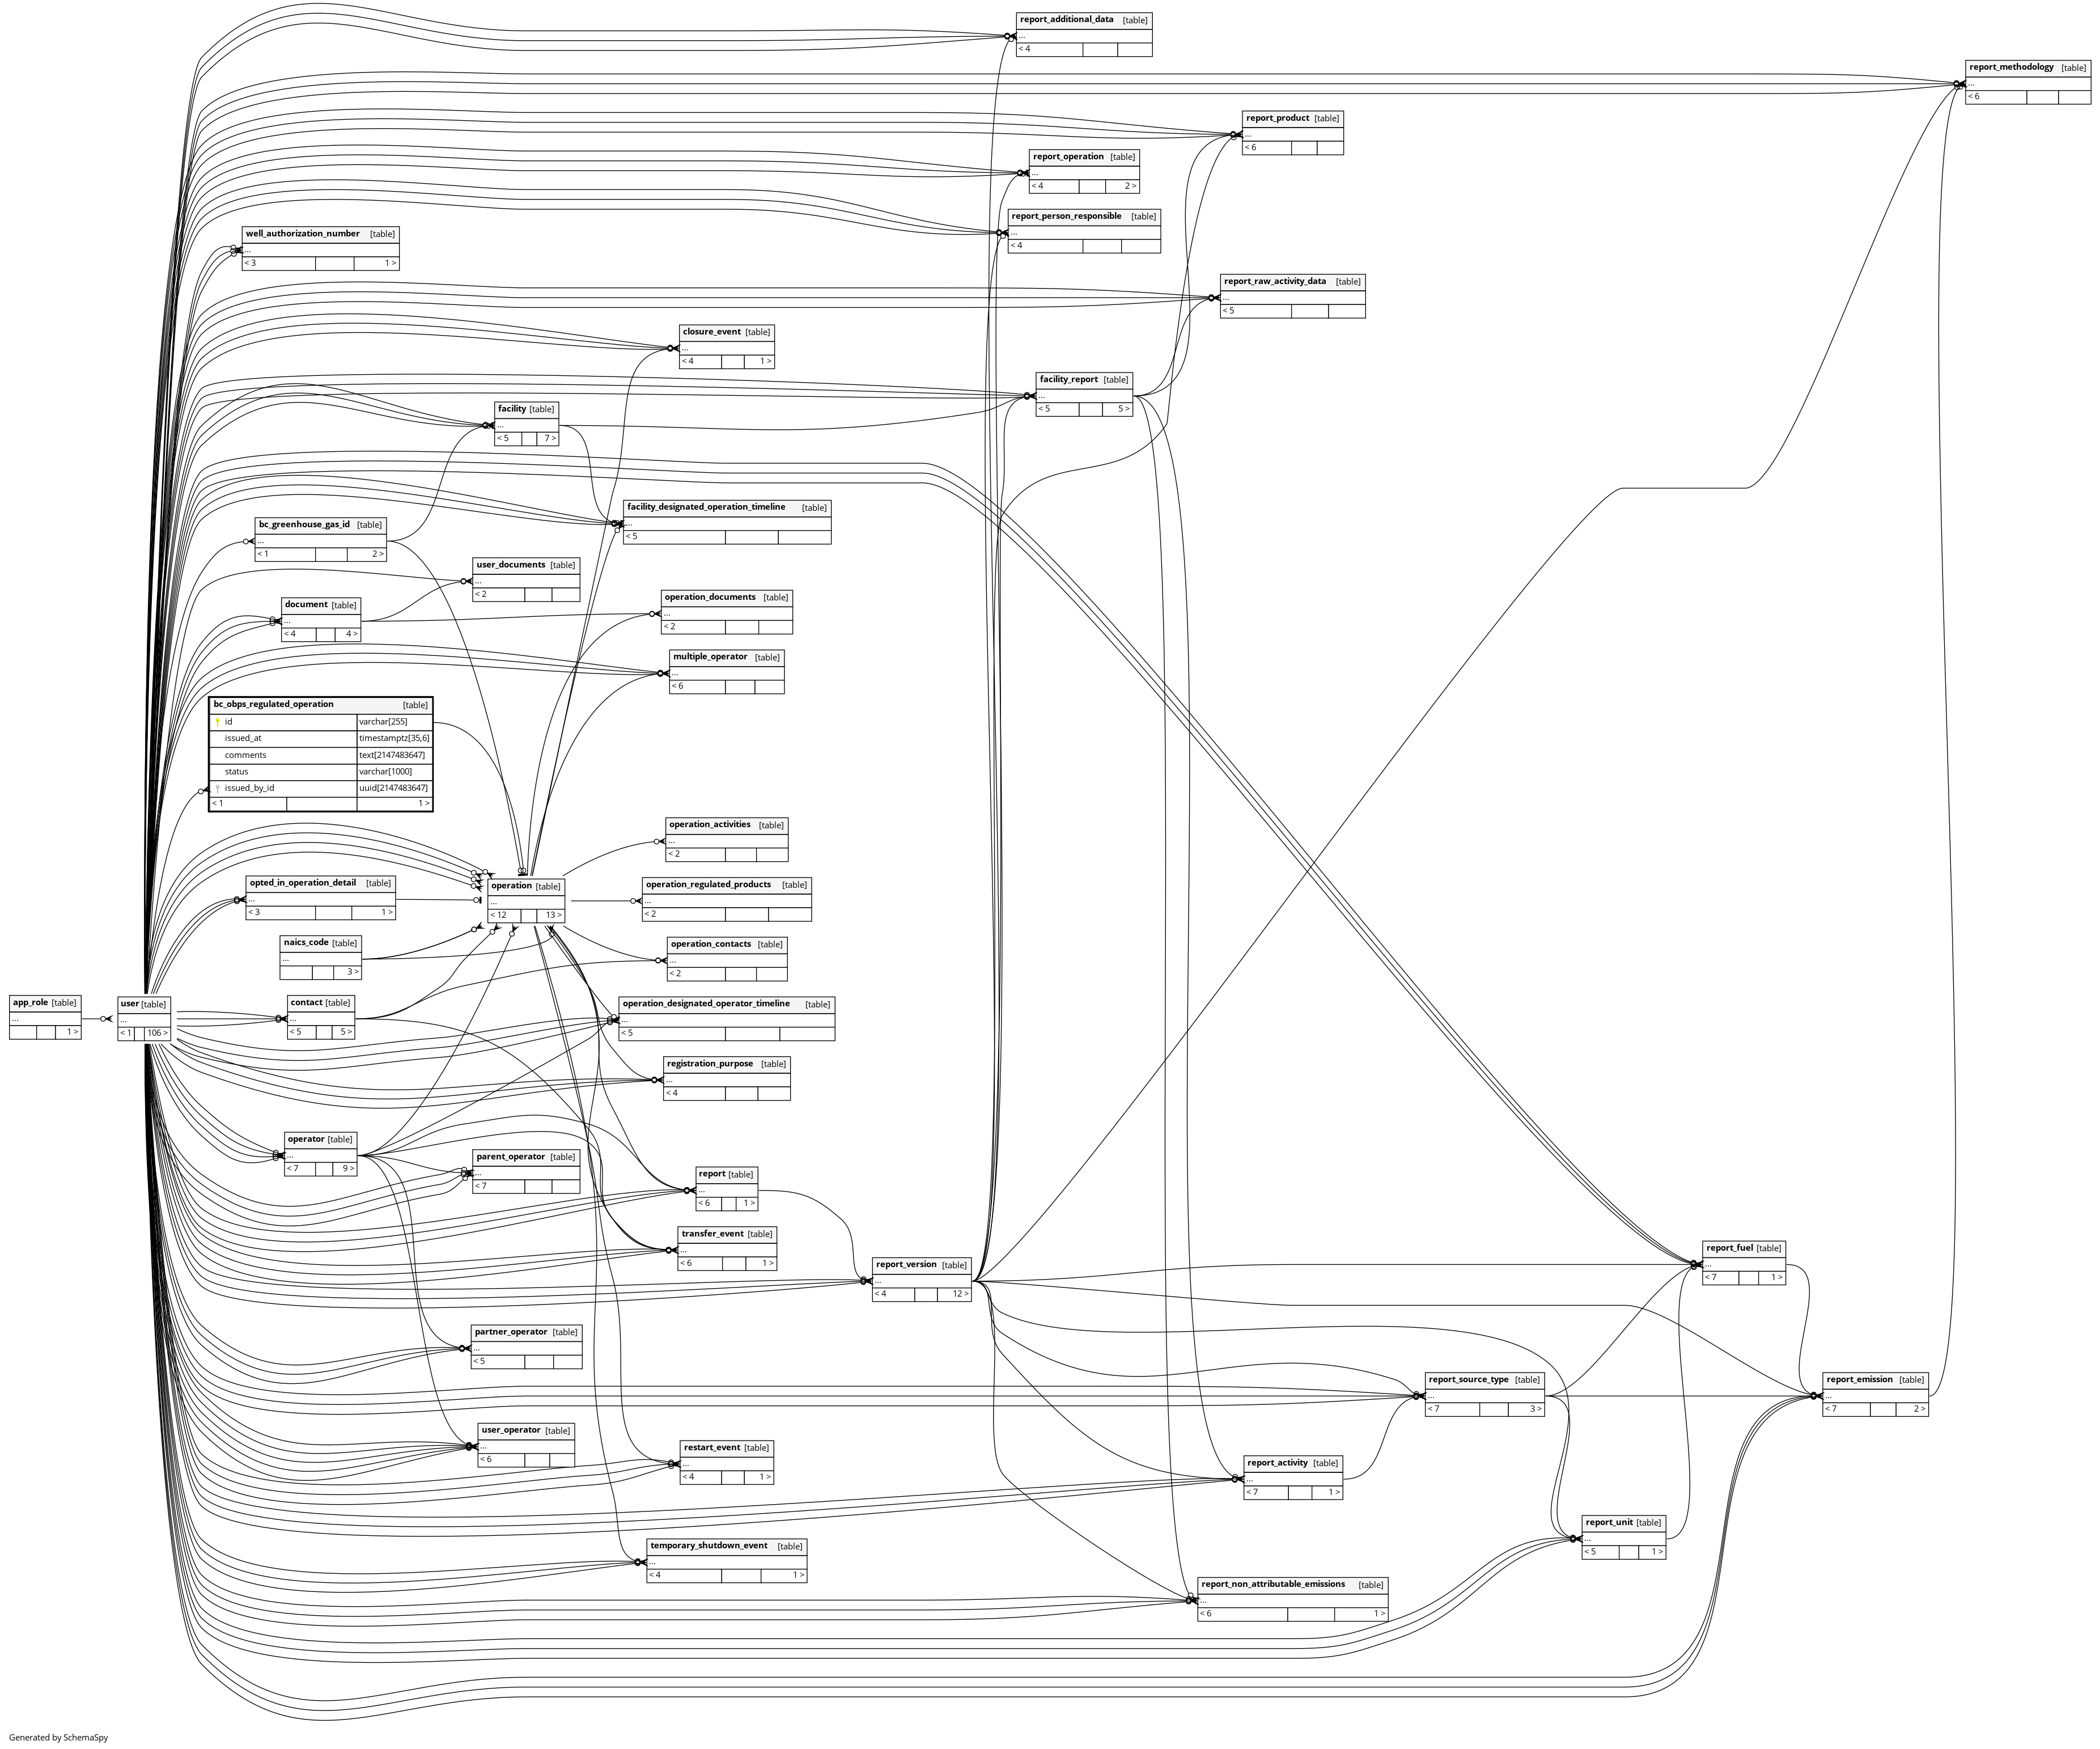 report_additional_data [table]
...
< 4
report_methodology [table]
...
< 6
report_product [table]
...
< 6
report_operation [table]
...
< 4 2 >
report_person_responsible [table]
...
< 4
well_authorization_number [table]
...
< 3 1 >
report_raw_activity_data [table]
...
< 5
closure_event [table]
...
< 4 1 >
facility_report [table]
...
< 5 5 >
facility [table]
...
< 5 7 >
facility_designated_operation_timeline [table]
...
< 5
bc_greenhouse_gas_id [table]
...
< 1 2 >
user_documents [table]
...
< 2
document [table]
...
< 4 4 >
operation_documents [table]
...
< 2
multiple_operator [table]
...
< 6
bc_obps_regulated_operation [table]
id varchar[255]
issued_at timestamptz[35,6]
comments text[2147483647]
status varchar[1000]
issued_by_id uuid[2147483647]
< 1 1 >
operation_activities [table]
...
< 2
opted_in_operation_detail [table]
...
< 3 1 >
operation [table]
...
< 12 13 >
operation_regulated_products [table]
...
< 2
naics_code [table]
...
3 >
operation_contacts [table]
...
< 2
app_role [table]
...
1 >
user [table]
...
< 1 106 >
contact [table]
...
< 5 5 >
operation_designated_operator_timeline [table]
...
< 5
registration_purpose [table]
...
< 4
operator [table]
...
< 7 9 >
parent_operator [table]
...
< 7
report [table]
...
< 6 1 >
transfer_event [table]
...
< 6 1 >
report_version [table]
...
< 4 12 >
report_fuel [table]
...
< 7 1 >
partner_operator [table]
...
< 5
report_source_type [table]
...
< 7 3 >
report_emission [table]
...
< 7 2 >
user_operator [table]
...
< 6
restart_event [table]
...
< 4 1 >
report_activity [table]
...
< 7 1 >
report_unit [table]
...
< 5 1 >
temporary_shutdown_event [table]
...
< 4 1 >
report_non_attributable_emissions [table]
...
< 6 1 >
Generated by SchemaSpy